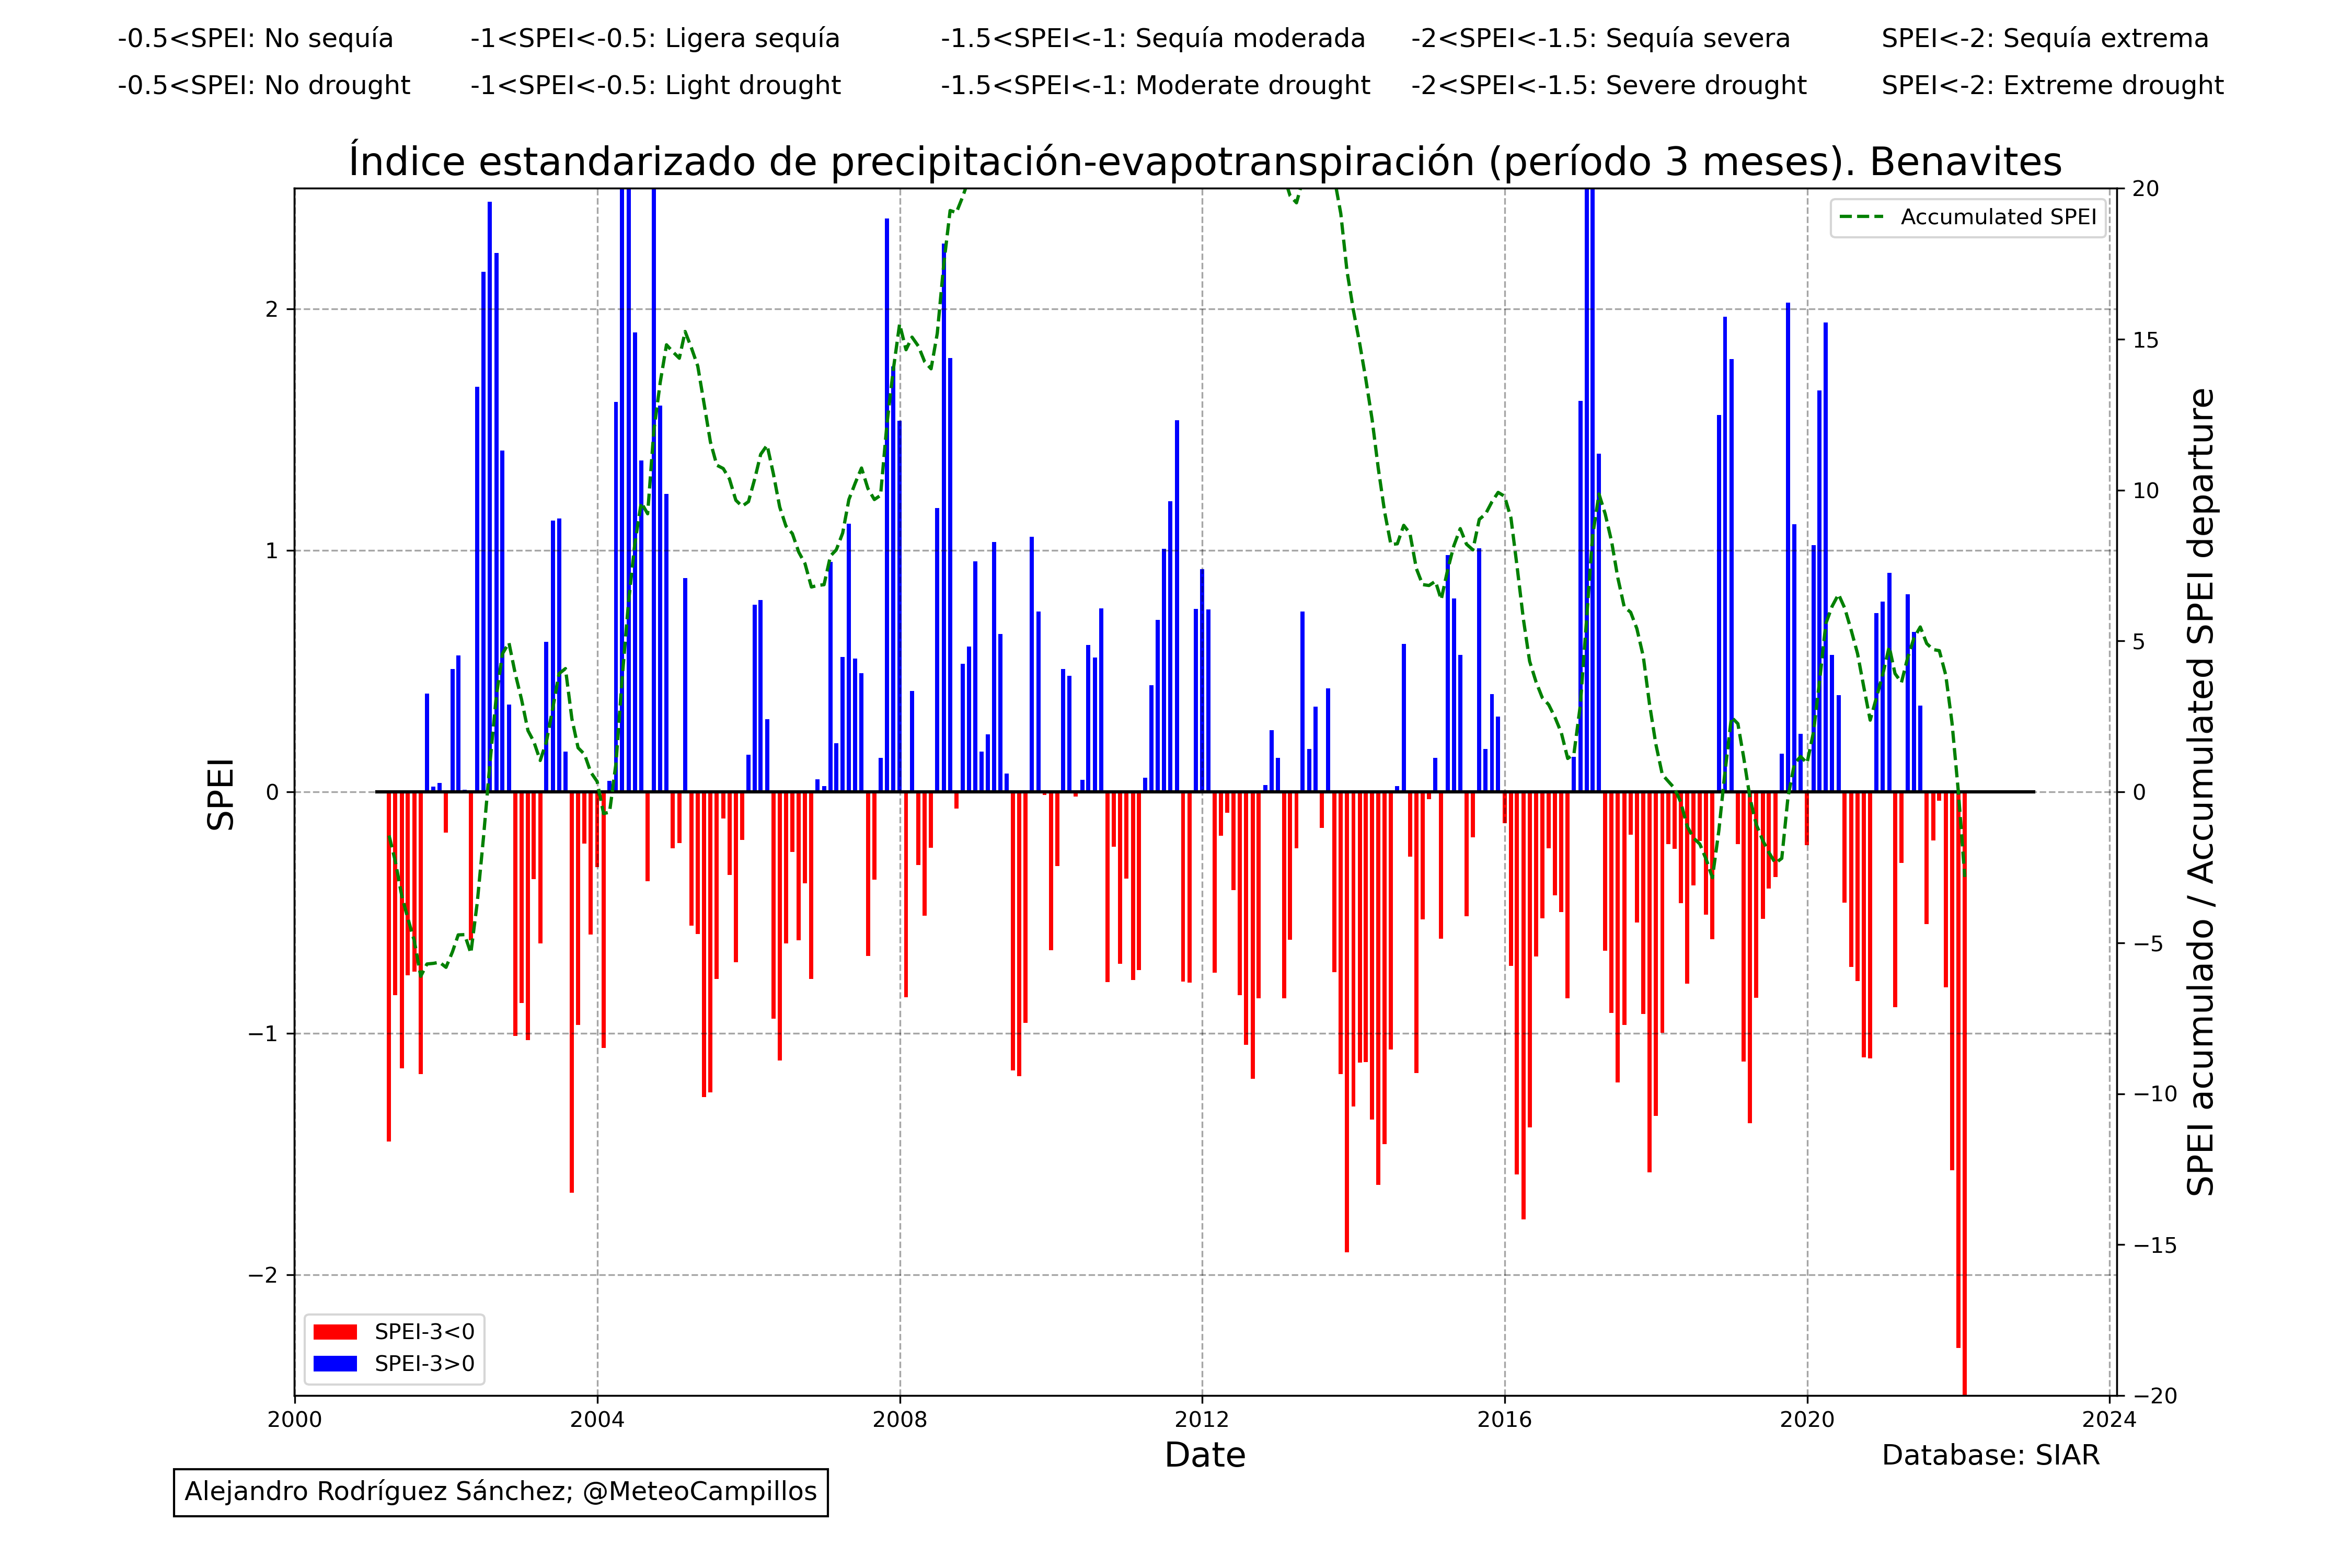 -0.5<SPEI: No sequía -1<SPEI<-0.5: Ligera sequía -1.5<SPEI<-1: Sequía moderada -2<SPEI<-1.5: Sequía severa SPEI<-2: Sequía extrema
-0.5<SPEI: No drought -1<SPEI<-0.5: Light drought -1.5<SPEI<-1: Moderate drought -2<SPEI<-1.5: Severe drought SPEI<-2: Extreme drought
Índice estandarizado de precipitación-evapotranspiración (período 3 meses). Benavites
Accumulated SPEI
2
1
0
−1
−2
SPEI
20
15
10
5
0
−5
−10
−15
−20
SPEI acumulado / Accumulated SPEI departure
SPEI-3<0
SPEI-3>0
2000 2004 2008 2012 2016 2020 2024
Date
Database: SIAR
Alejandro Rodríguez Sánchez; @MeteoCampillos